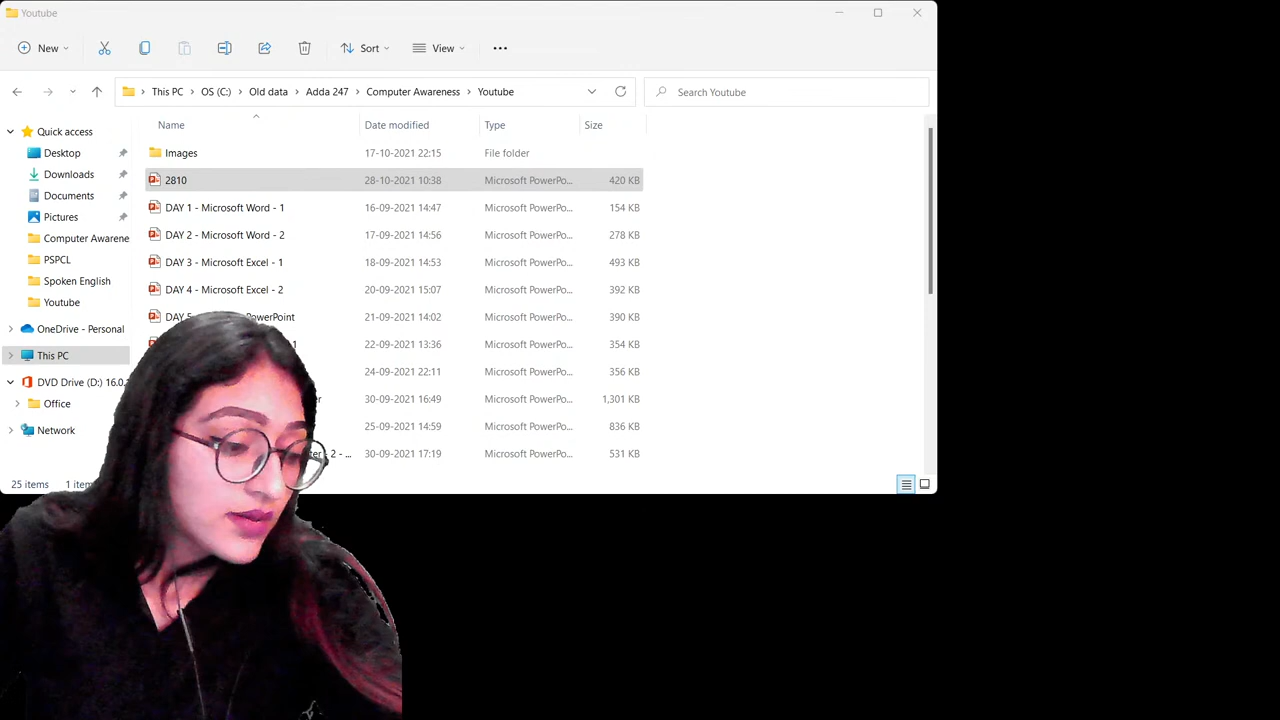 Youtube
New
Sort
View
This PC > OS (C:) > Old data > Adda 247 > Computer Awareness > Youtube
Search Youtube
Name Date modified Type Size
Quick access
Desktop
Downloads
Documents
Pictures
Computer Awarene
PSPCL
Spoken English
Youtube
OneDrive - Personal
This PC
DVD Drive (D:) 16.0.
Office
Network
Images 17-10-2021 22:15 File folder
2810 28-10-2021 10:38 Microsoft PowerPo... 420 KB
DAY 1 - Microsoft Word - 1 16-09-2021 14:47 Microsoft PowerPo... 154 KB
DAY 2 - Microsoft Word - 2 17-09-2021 14:56 Microsoft PowerPo... 278 KB
DAY 3 - Microsoft Excel - 1 18-09-2021 14:53 Microsoft PowerPo... 493 KB
DAY 4 - Microsoft Excel - 2 20-09-2021 15:07 Microsoft PowerPo... 392 KB
DAY 5 PowerPoint 21-09-2021 14:02 Microsoft PowerPo... 390 KB
1 22-09-2021 13:36 Microsoft PowerPo... 354 KB
24-09-2021 22:11 Microsoft PowerPo... 356 KB
30-09-2021 16:49 Microsoft PowerPo... 1,301 KB
25-09-2021 14:59 Microsoft PowerPo... 836 KB
2 - ... 30-09-2021 17:19 Microsoft PowerPo... 531 KB
25 items 1 item